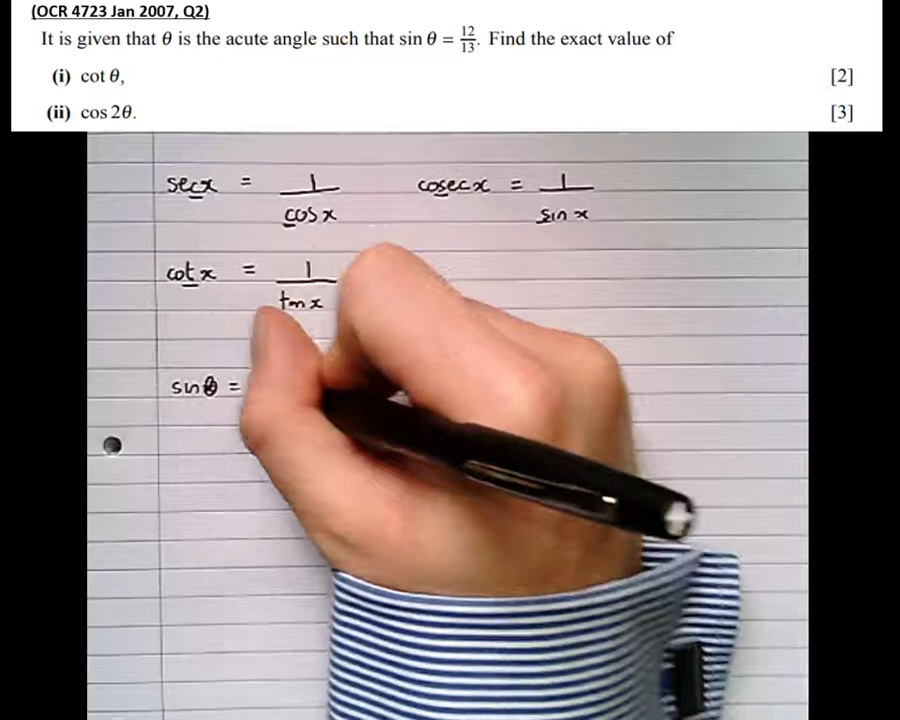 (OCR 4723 Jan 2007, Q2)
It is given that θ is the acute angle such that sin θ = 12/13. Find the exact value of
(i) cot θ, [2]
(ii) cos 2θ. [3]
secx = 1/cosx cosecx = 1/sinx
cotx = 1/tanx
sinθ =